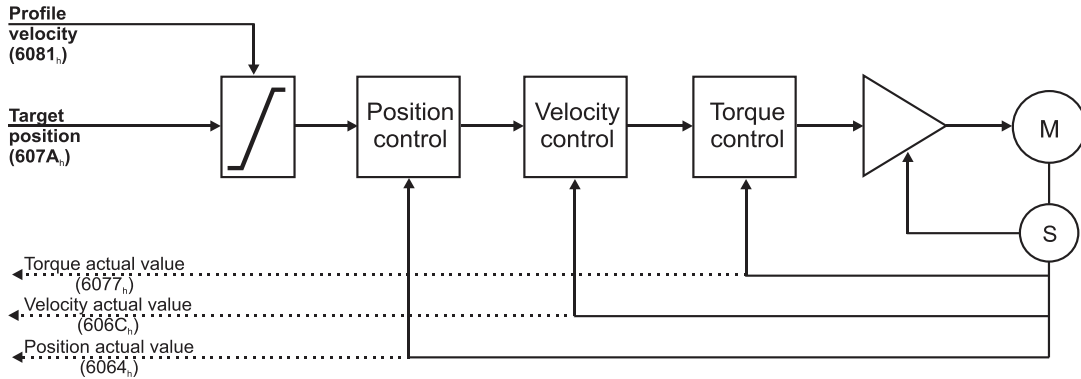 Profile
velocity
(6081h)
Target
position
(607Ah)
Position
control
Velocity
control
Torque
control
M
S
Torque actual value
(6077h)
Velocity actual value
(606Ch)
Position actual value
(6064h)